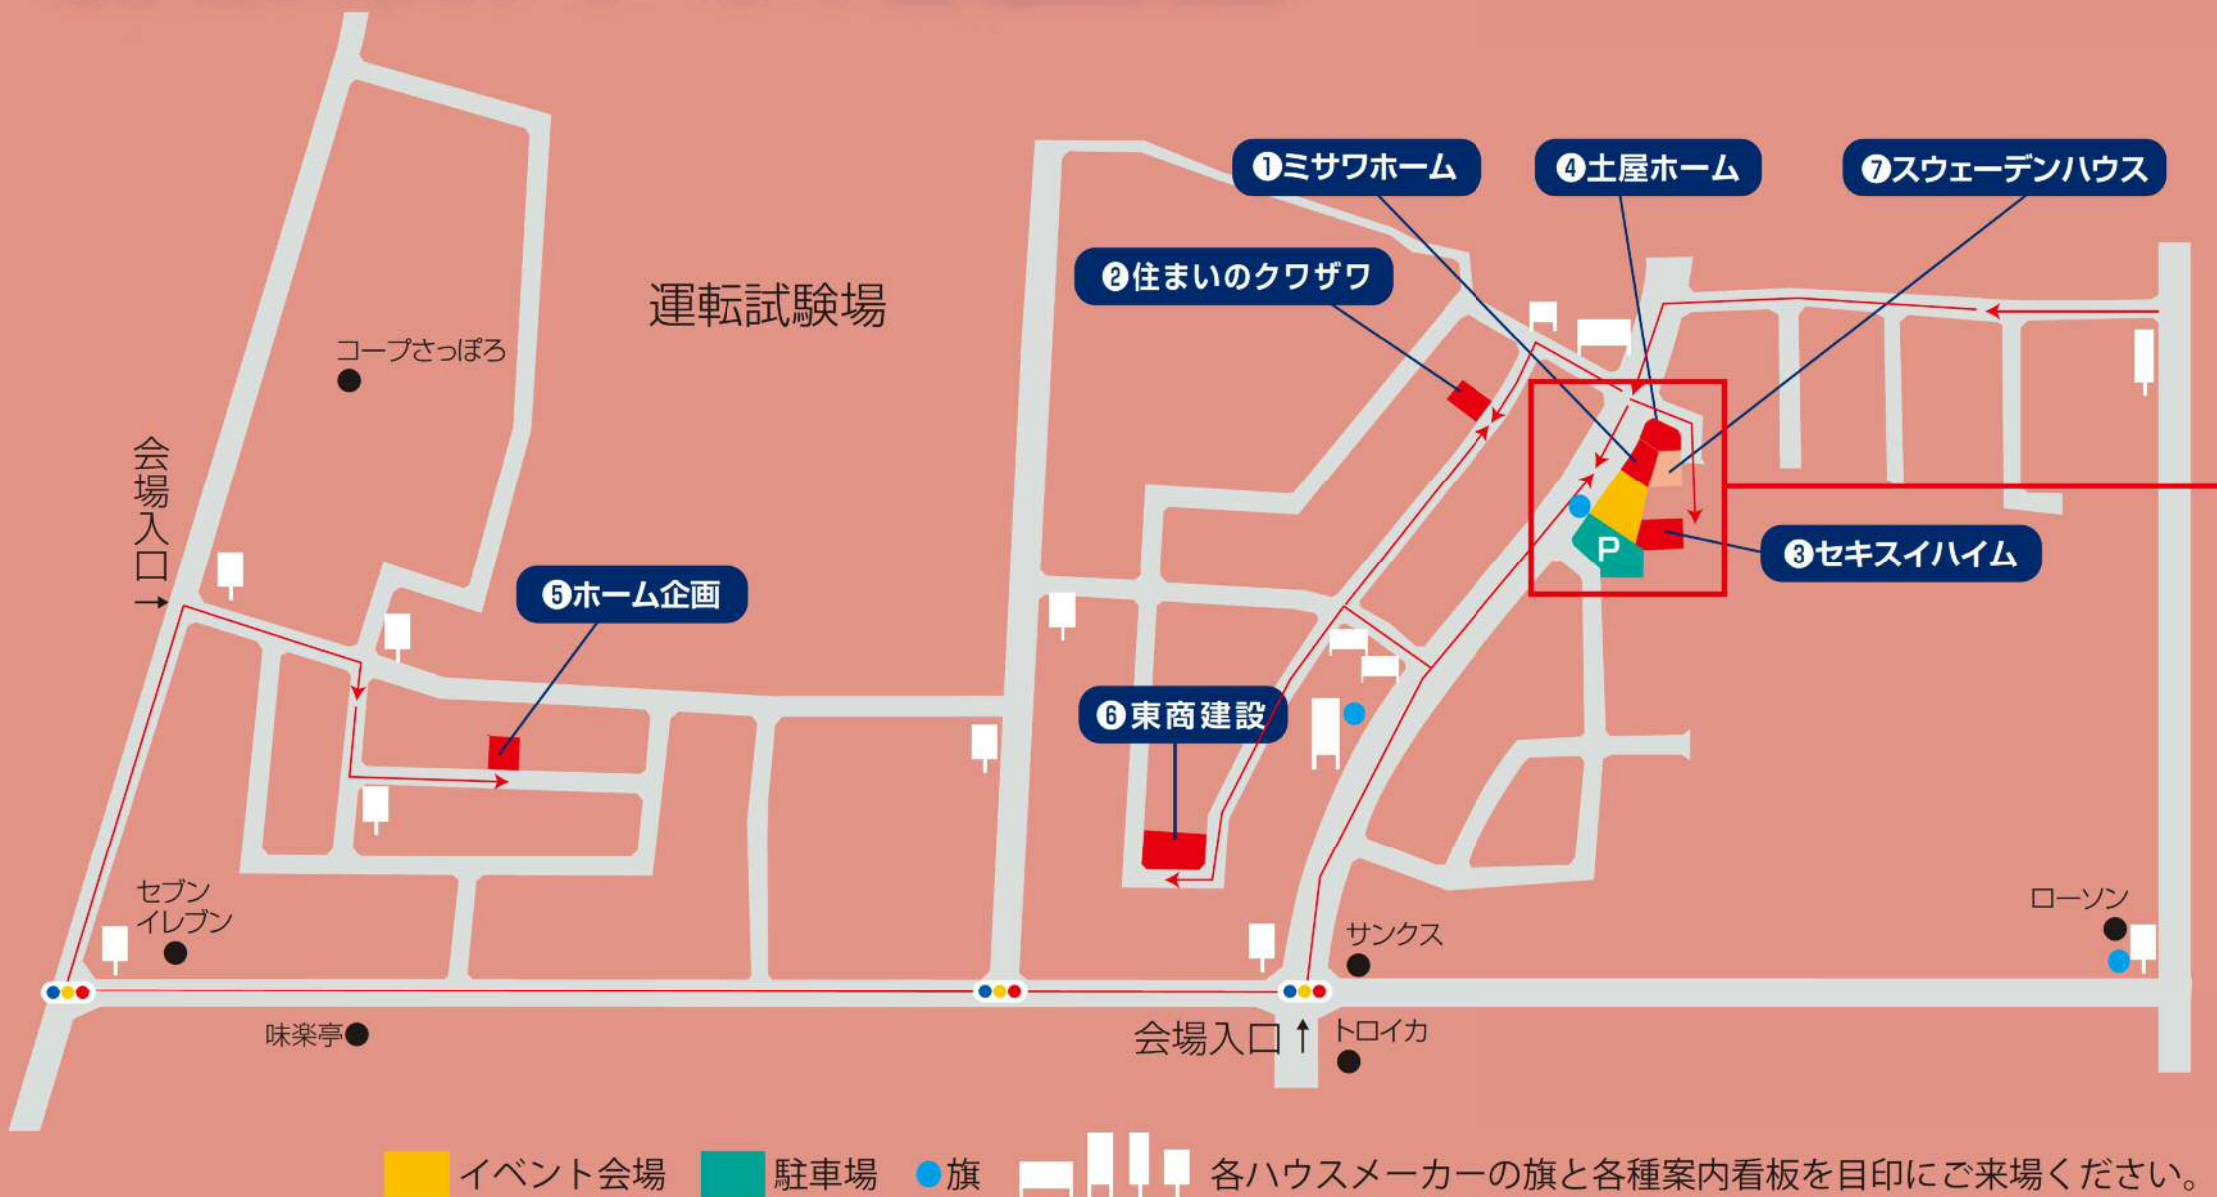 ❶ミサワホーム
❹土屋ホーム
❼スウェーデンハウス
❷住まいのクワザワ
運転試験場
コープさっぽろ
会場入口
→
❺ホーム企画
P
❸セキスイハイム
❻東商建設
セブン
イレブン
サンクス
ローソン
味楽亭
会場入口↑
トロイカ
イベント会場
駐車場
旗
各ハウスメーカーの旗と各種案内看板を目印にご来場ください。